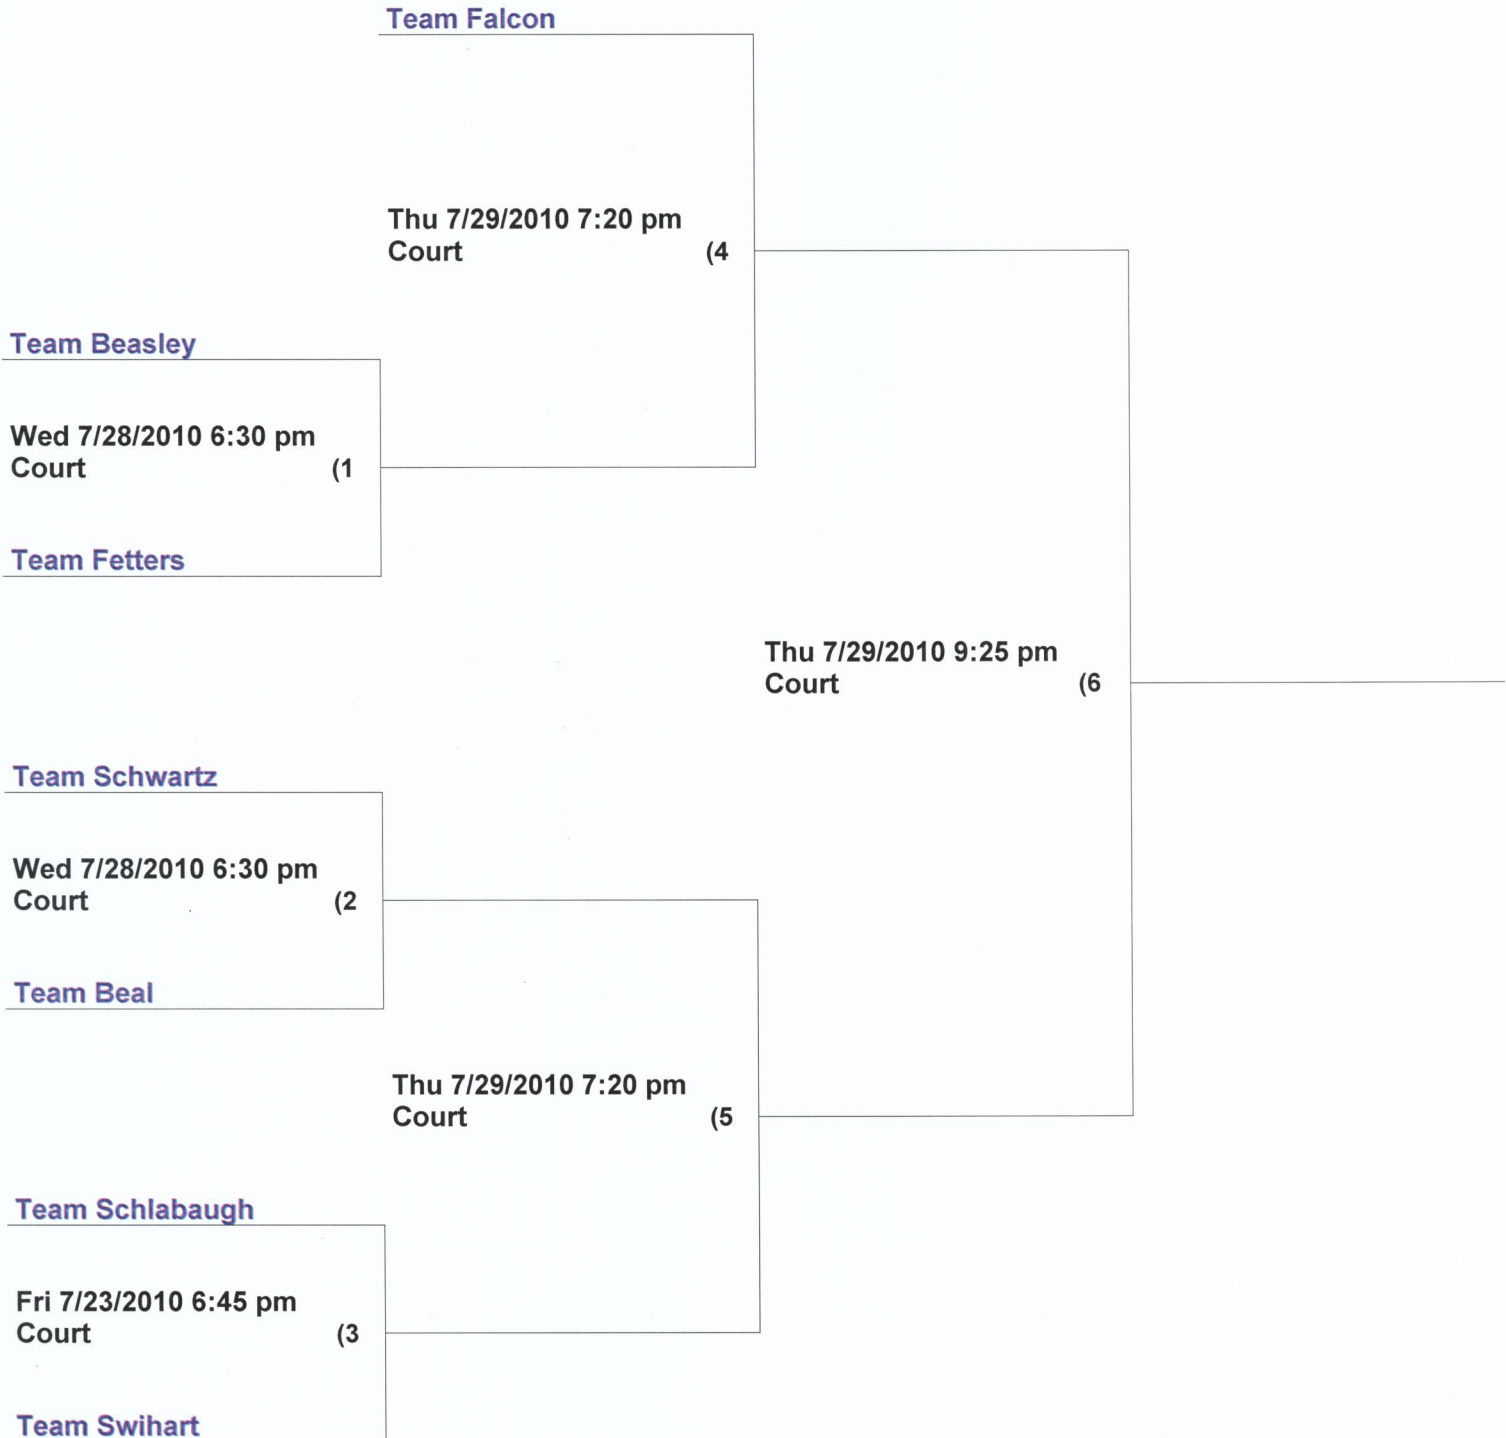 Team Falcon
Thu 7/29/2010 7:20 pm
Court (4
Team Beasley
Wed 7/28/2010 6:30 pm
Court (1
Team Fetters
Thu 7/29/2010 9:25 pm
Court (6
Team Schwartz
Wed 7/28/2010 6:30 pm
Court (2
Team Beal
Thu 7/29/2010 7:20 pm
Court (5
Team Schlabaugh
Fri 7/23/2010 6:45 pm
Court (3
Team Swihart